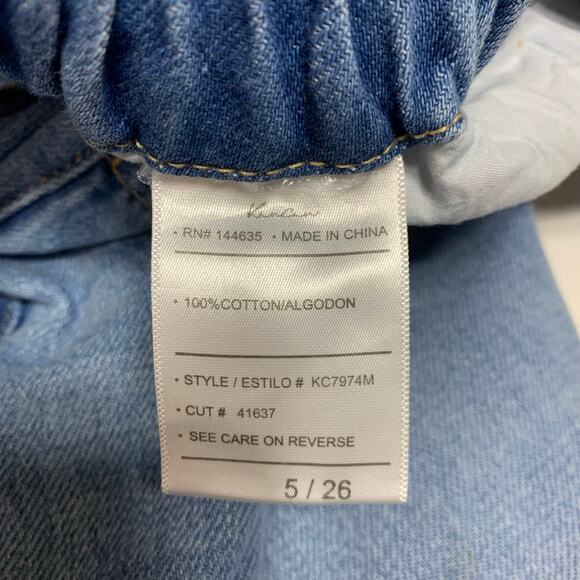 KanCan
• RN# 144635 • MADE IN CHINA
• 100%COTTON/ALGODON
• STYLE / ESTILO # KC7974M
• CUT # 41637
• SEE CARE ON REVERSE
5 / 26